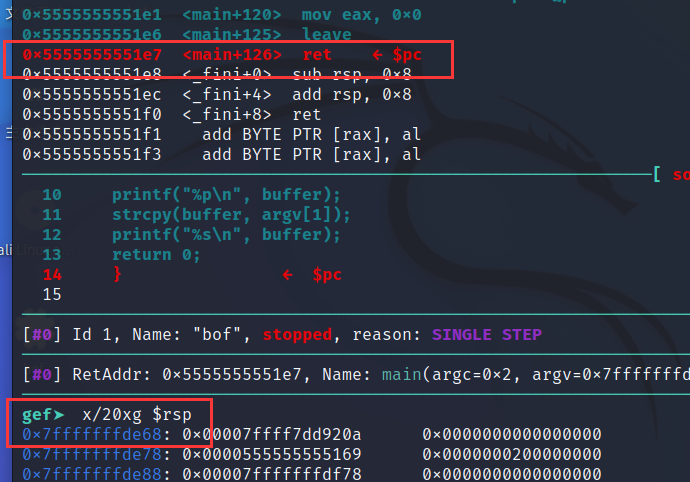 0×5555555551e1 <main+120> mov eax, 0×0
0×5555555551e6 <main+125> leave
0×5555555551e7 <main+126> ret ← $pc
0×5555555551e8 <_fini+0> sub rsp, 0×8
0×5555555551ec <_fini+4> add rsp, 0×8
0×5555555551f0 <_fini+8> ret
0×5555555551f1 add BYTE PTR [rax], al
0×5555555551f3 add BYTE PTR [rax], al
[ so
10 printf("%p\n", buffer);
11 strcpy(buffer, argv[1]);
12 printf("%s\n", buffer);
13 return 0;
14 } ← $pc
15
[#0] Id 1, Name: "bof", stopped, reason: SINGLE STEP
[#0] RetAddr: 0×5555555551e7, Name: main(argc=0×2, argv=0×7fffffffd
gef➤ x/20xg $rsp
0×7fffffffde68: 0×00007ffff7dd920a 0×0000000000000000
0×7fffffffde78: 0×0000555555555169 0×0000000200000000
0×7fffffffde88: 0×00007fffffffdf78 0×0000000000000000